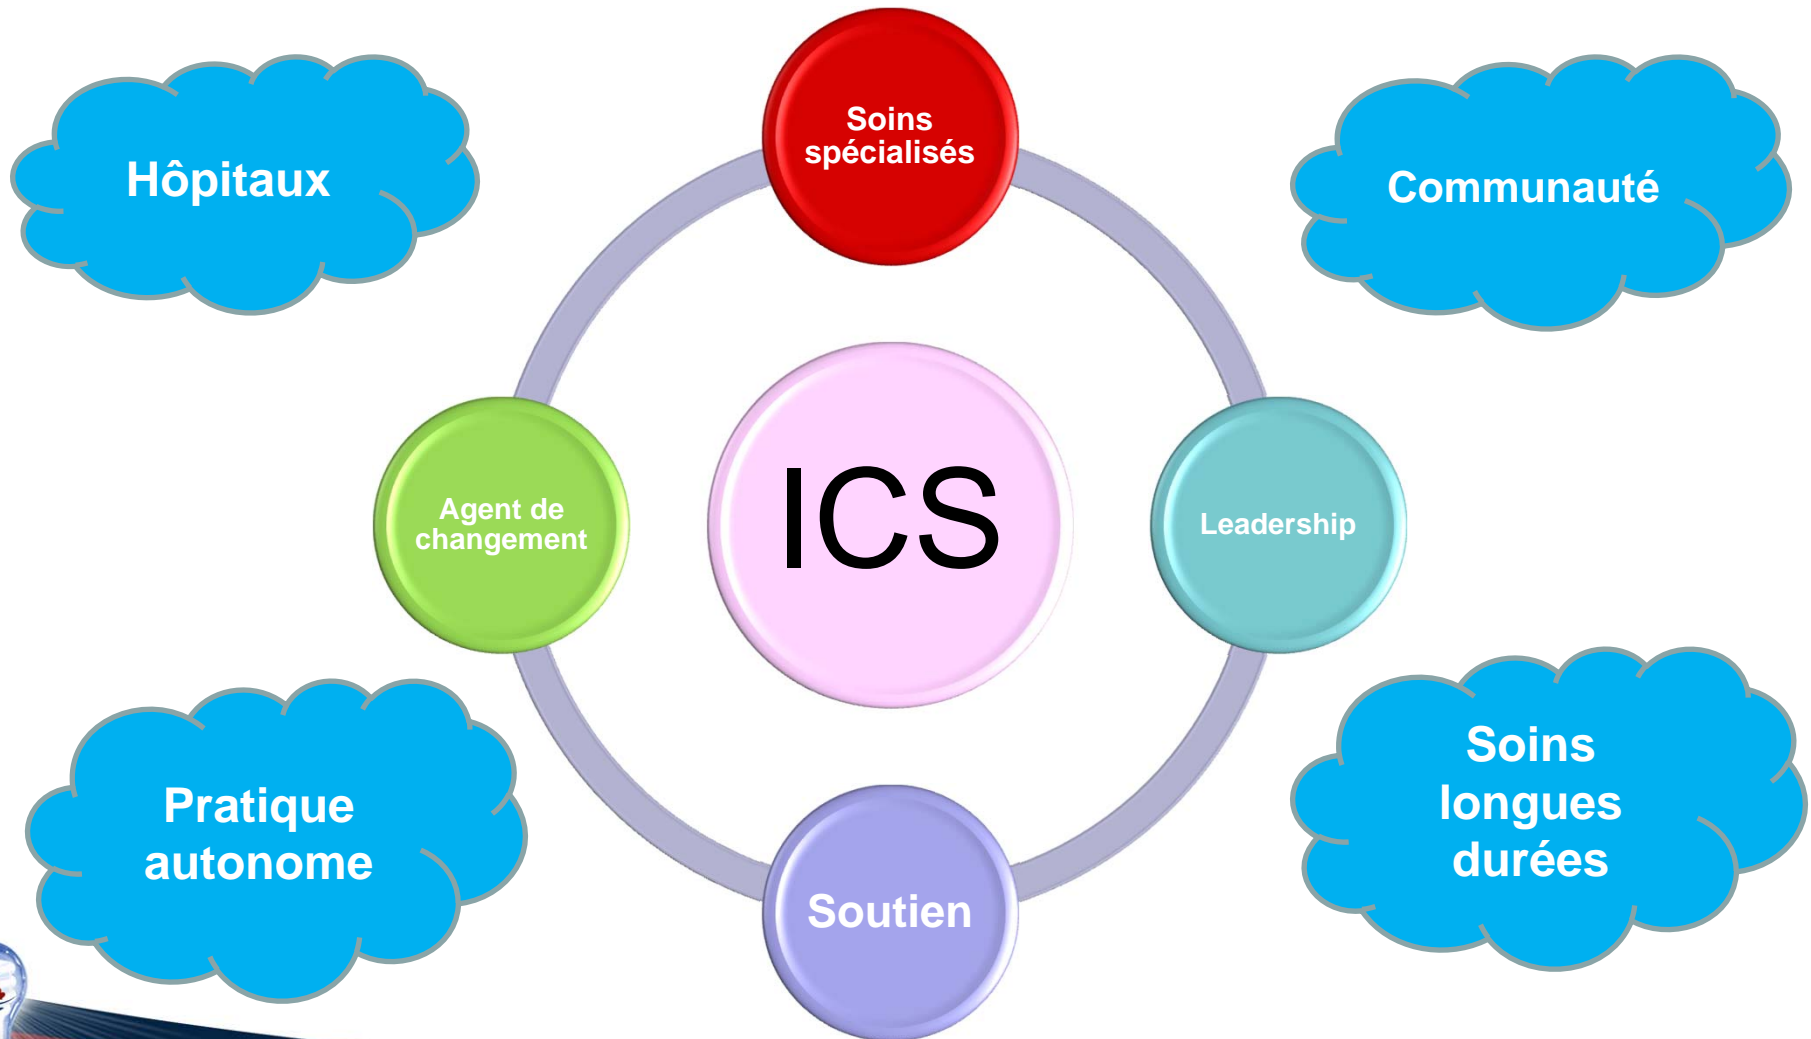 Soins
spécialisés
Hôpitaux
Communauté
Agent de
changement
ICS
Leadership
Pratique
autonome
Soins
longues
durées
Soutien